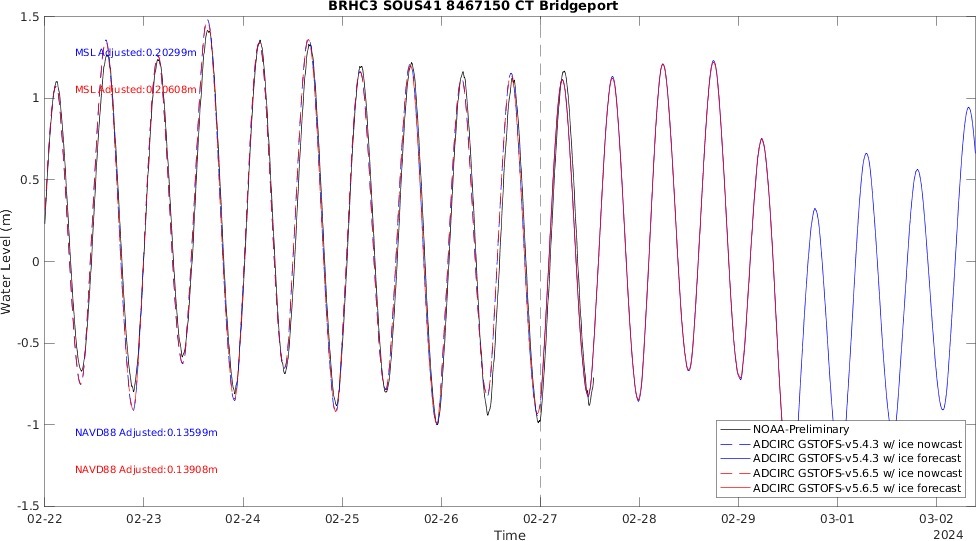 BRHC3 SOUS41 8467150 CT Bridgeport
1.5
MSL Adjusted:0.20299m
1
MSL Adjusted:0.20608m
0.5
0
Water Level (m)
-0.5
-1
NAVD88 Adjusted:0.13599m
NAVD88 Adjusted:0.13908m
-1.5
NOAA-Preliminary
ADCIRC GSTOFS-v5.4.3 w/ ice nowcast
ADCIRC GSTOFS-v5.4.3 w/ ice forecast
ADCIRC GSTOFS-v5.6.5 w/ ice nowcast
ADCIRC GSTOFS-v5.6.5 w/ ice forecast
02-22 02-23 02-24 02-25 02-26 02-27 02-28 02-29 03-01 03-02
Time
2024